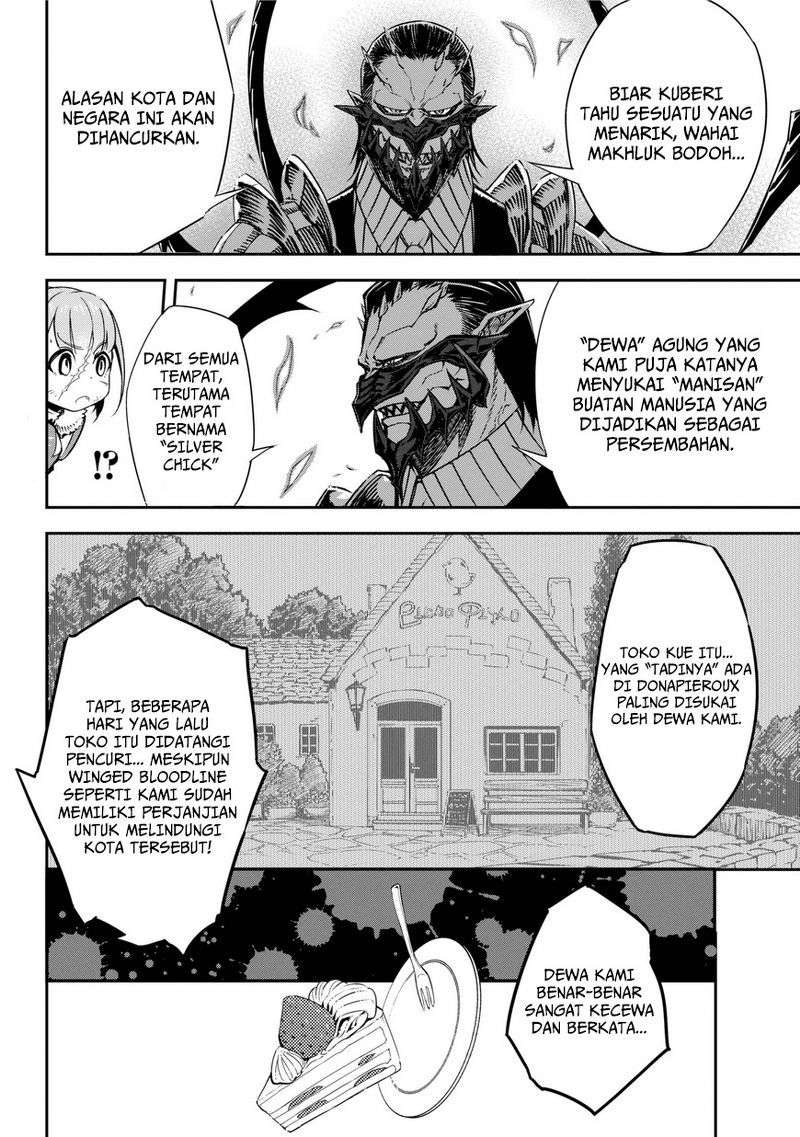 BIAR KUBERI
TAHU SESUATU YANG
MENARIK, WAHAI
MAKHLUK BODOH...
ALASAN KOTA DAN
NEGARA INI AKAN
DIHANCURKAN.
"DEWA" AGUNG YANG
KAMI PUJA KATANYA
MENYUKAI "MANISAN"
BUATAN MANUSIA YANG
DIJADIKAN SEBAGAI
PERSEMBAHAN.
DARI SEMUA
TEMPAT,
TERUTAMA
TEMPAT
BERNAMA
"SILVER
CHICK"
!?
TOKO KUE ITU...
YANG "TADINYA" ADA
DI DONAPIEROUX
PALING DISUKAI
OLEH DEWA KAMI.
TAPI, BEBERAPA
HARI YANG LALU
TOKO ITU DIDATANGI
PENCURI... MESKIPUN
WINGED BLOODLINE
SEPERTI KAMI SUDAH
MEMILIKI PERJANJIAN
UNTUK MELINDUNGI
KOTA TERSEBUT!
DEWA KAMI
BENAR-BENAR
SANGAT KECEWA
DAN BERKATA...